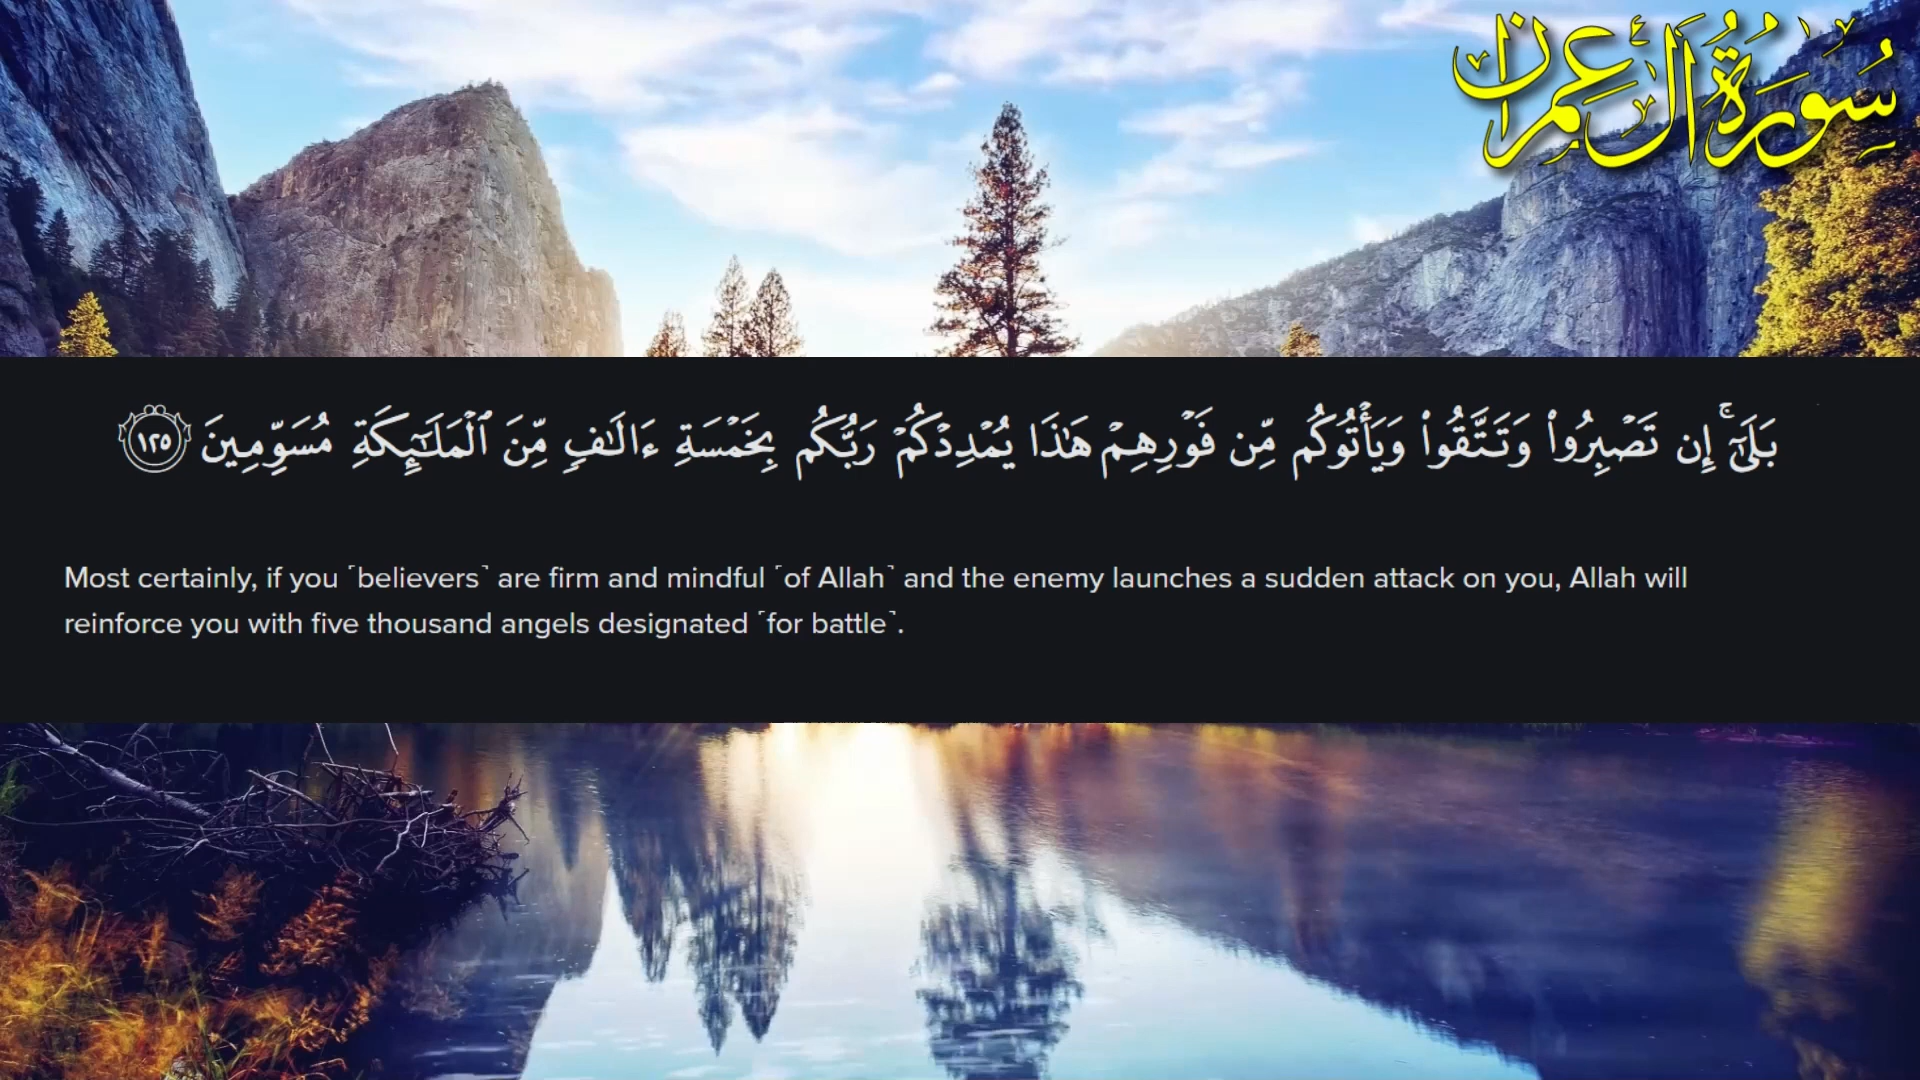 سُورَةُ آلِ عِمْرَان
بَلَىٰٓۚ إِن تَصْبِرُوا۟ وَتَتَّقُوا۟ وَيَأْتُوكُم مِّن فَوْرِهِمْ هَـٰذَا يُمْدِدْكُمْ رَبُّكُم بِخَمْسَةِ ءَالَـٰفٍ مِّنَ ٱلْمَلَـٰٓئِكَةِ مُسَوِّمِينَ ١٢٥
Most certainly, if you ˹believers˺ are firm and mindful ˹of Allah˺ and the enemy launches a sudden attack on you, Allah will
reinforce you with five thousand angels designated ˹for battle˺.